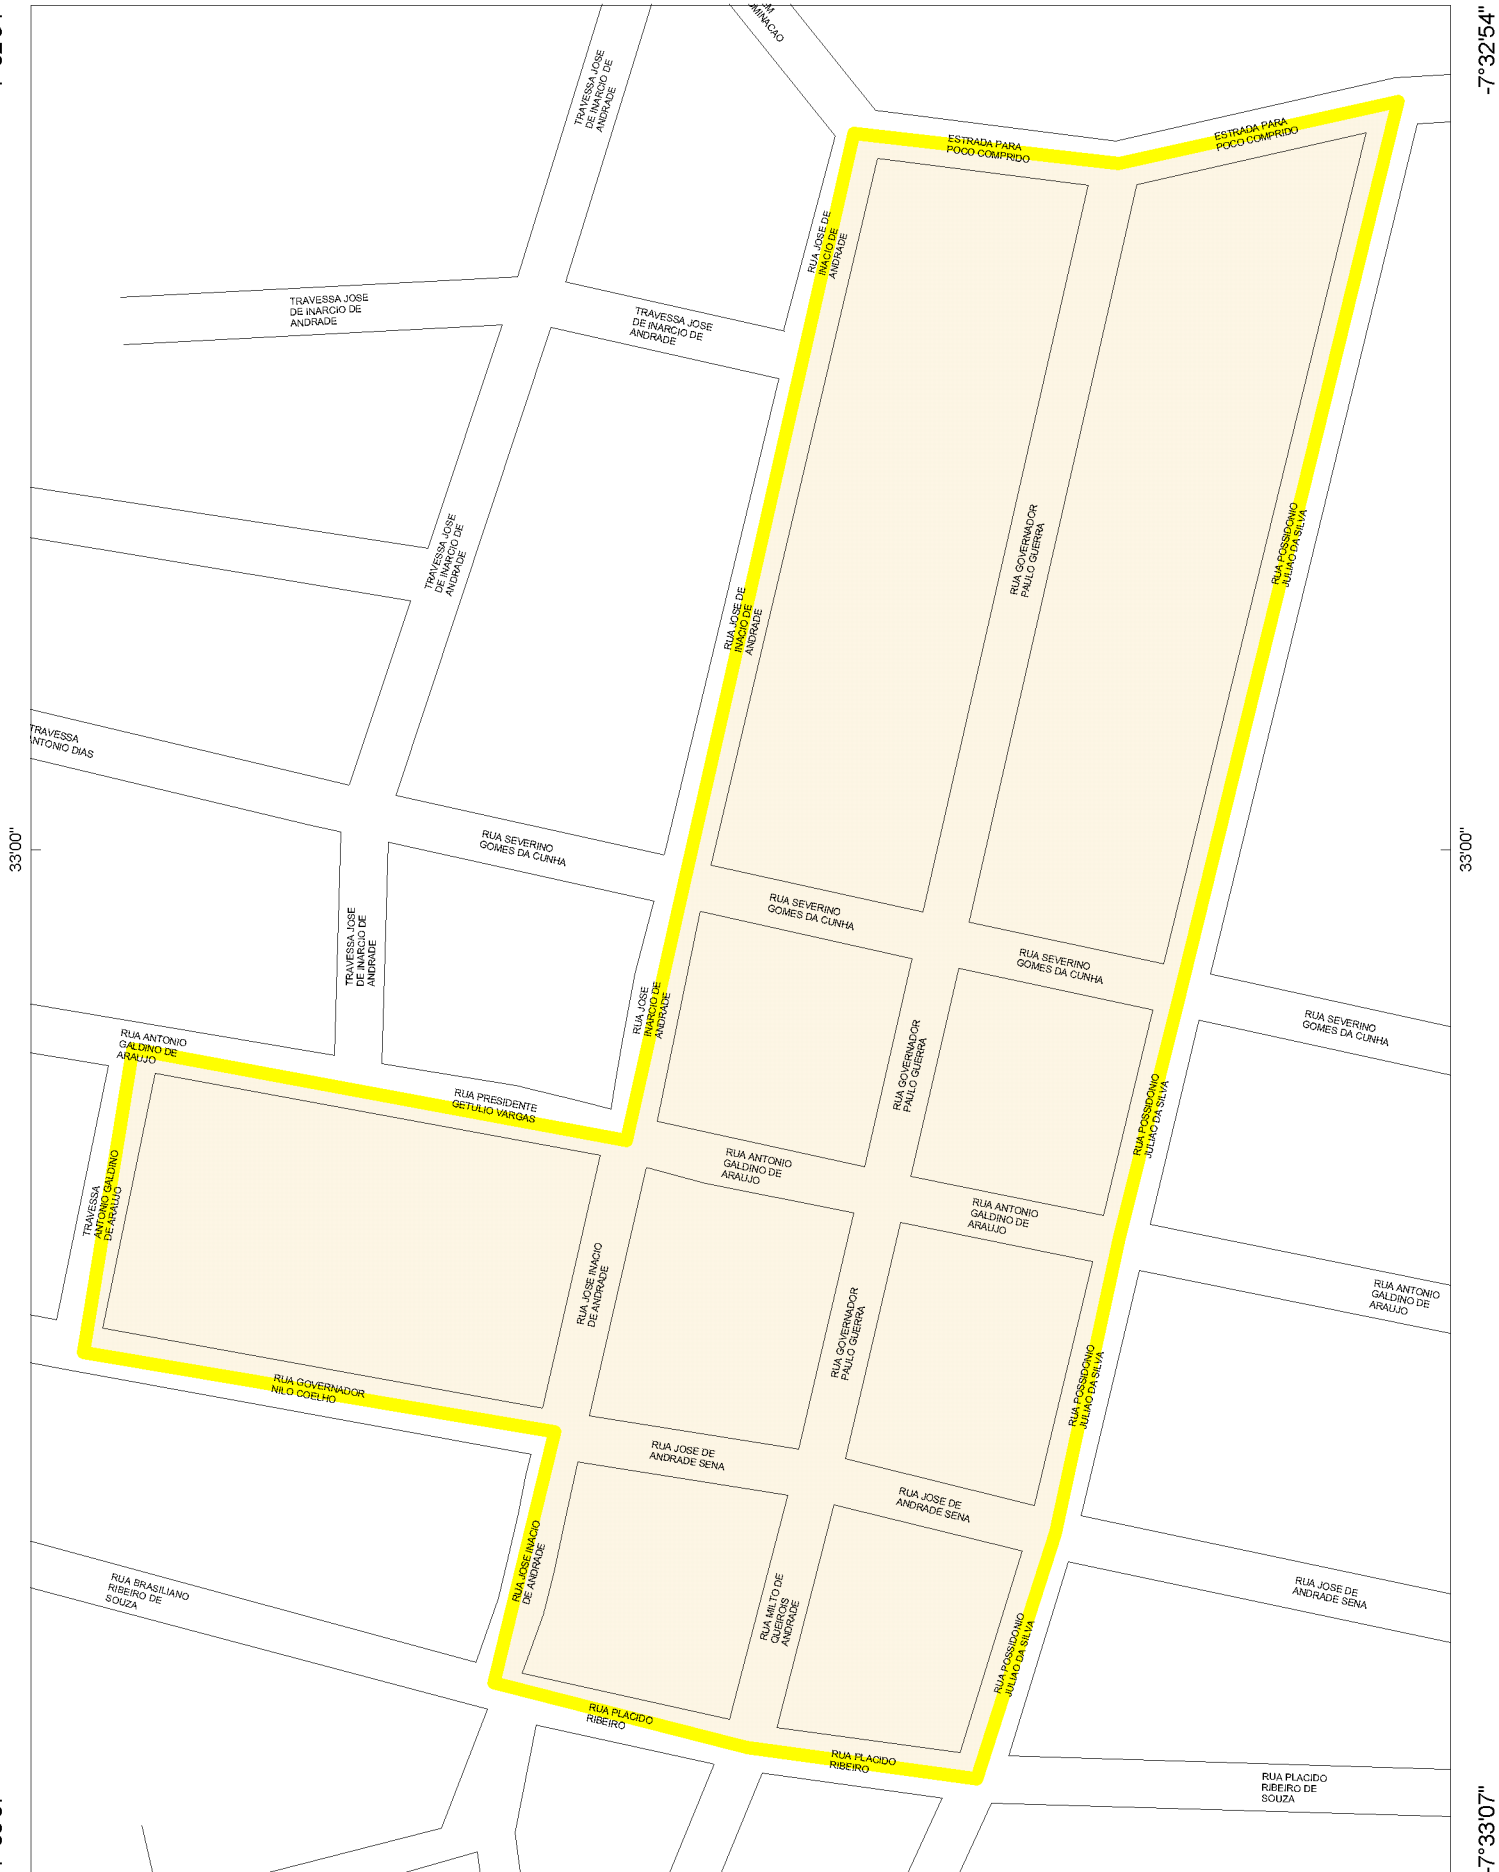 -7°32'54"
OMINACAO
TRAVESSA JOSE
DE INARCIO DE
ANDRADE
ESTRADA PARA
POCO COMPRIDO
ESTRADA PARA
POCO COMPRIDO
RUA JOSE DE
INACIO DE
ANDRADE
TRAVESSA JOSE
DE INARCIO DE
ANDRADE
TRAVESSA JOSE
DE INARCIO DE
ANDRADE
TRAVESSA JOSE
DE INARCIO DE
ANDRADE
RUA GOVERNADOR
PAULO GUERRA
RUA POSSIDONIO
JULIAO DA SILVA
RUA JOSE DE
INACIO DE
ANDRADE
TRAVESSA
ANTONIO DIAS
33'00"
33'00"
RUA SEVERINO
GOMES DA CUNHA
RUA SEVERINO
GOMES DA CUNHA
RUA SEVERINO
GOMES DA CUNHA
RUA SEVERINO
GOMES DA CUNHA
TRAVESSA JOSE
DE INARCIO DE
ANDRADE
RUA JOSE
INARCIO DE
ANDRADE
RUA GOVERNADOR
PAULO GUERRA
RUA POSSIDONIO
JULIAO DA SILVA
RUA ANTONIO
GALDINO DE
ARAUJO
RUA PRESIDENTE
GETULIO VARGAS
RUA ANTONIO
GALDINO DE
ARAUJO
RUA ANTONIO
GALDINO DE
ARAUJO
RUA ANTONIO
GALDINO DE
ARAUJO
TRAVESSA
ANTONIO GALDINO
DE ARAUJO
RUA JOSE INACIO
DE ANDRADE
RUA GOVERNADOR
PAULO GUERRA
RUA POSSIDONIO
JULIAO DA SILVA
RUA GOVERNADOR
NILO COELHO
RUA JOSE DE
ANDRADE SENA
RUA JOSE DE
ANDRADE SENA
RUA JOSE DE
ANDRADE SENA
RUA BRASILIANO
RIBEIRO DE
SOUZA
RUA JOSE INACIO
DE ANDRADE
RUA MILTO DE
QUEIROIS
ANDRADE
RUA POSSIDONIO
JULIAO DA SILVA
RUA PLACIDO
RIBEIRO
RUA PLACIDO
RIBEIRO
RUA PLACIDO
RIBEIRO DE
SOUZA
-7°33'07"